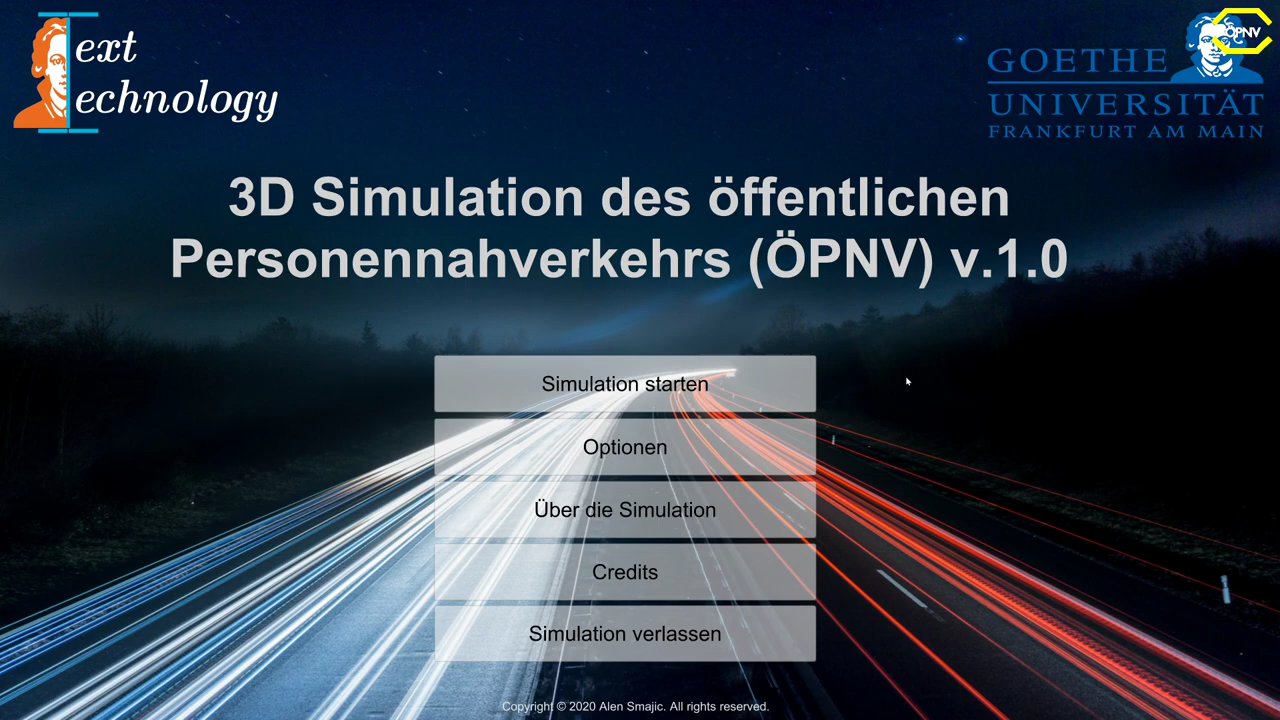 ext
echnology
ÖPNV
GOETHE
UNIVERSITÄT
FRANKFURT AM MAIN
3D Simulation des öffentlichen
Personennahverkehrs (ÖPNV) v.1.0
Simulation starten
Optionen
Über die Simulation
Credits
Simulation verlassen
Copyright © 2020 Alen Smajic. All rights reserved.